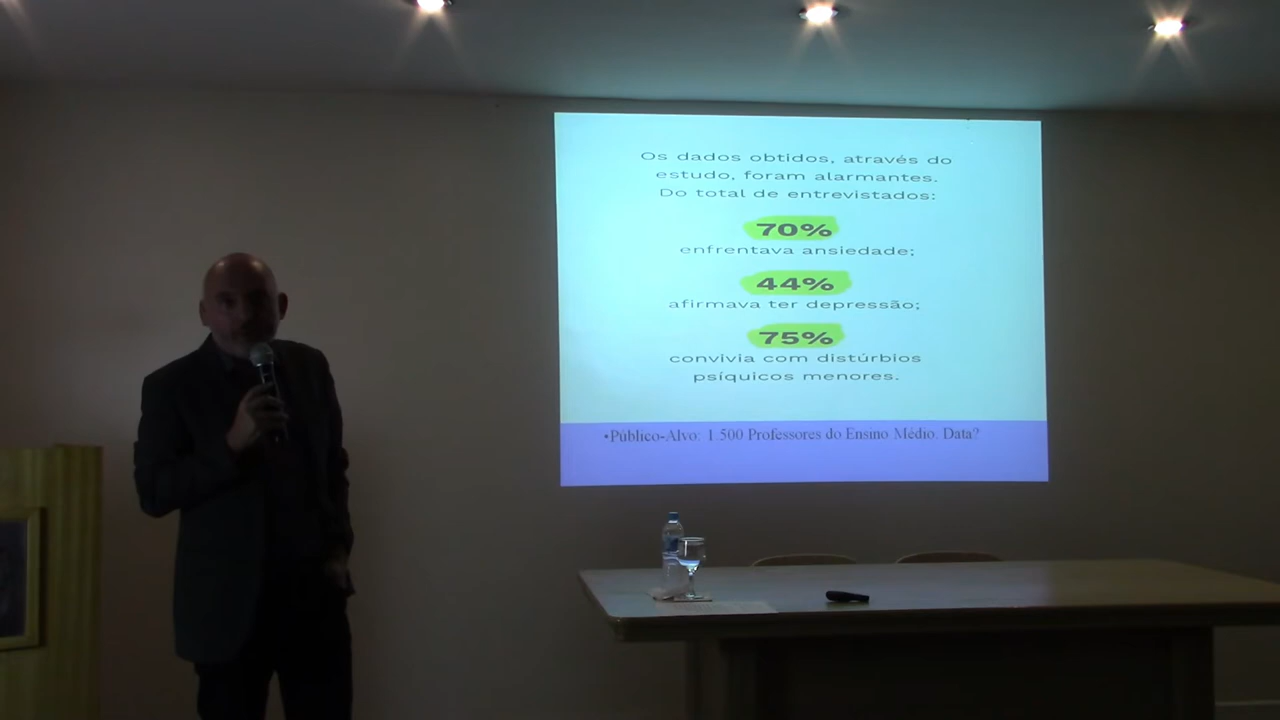 Os dados obtidos, através do
estudo, foram alarmantes.
Do total de entrevistados:
70%
enfrentava ansiedade;
44%
afirmava ter depressão;
75%
convivia com distúrbios
psíquicos menores.
•Público-Alvo: 1.500 Professores do Ensino Médio. Data?